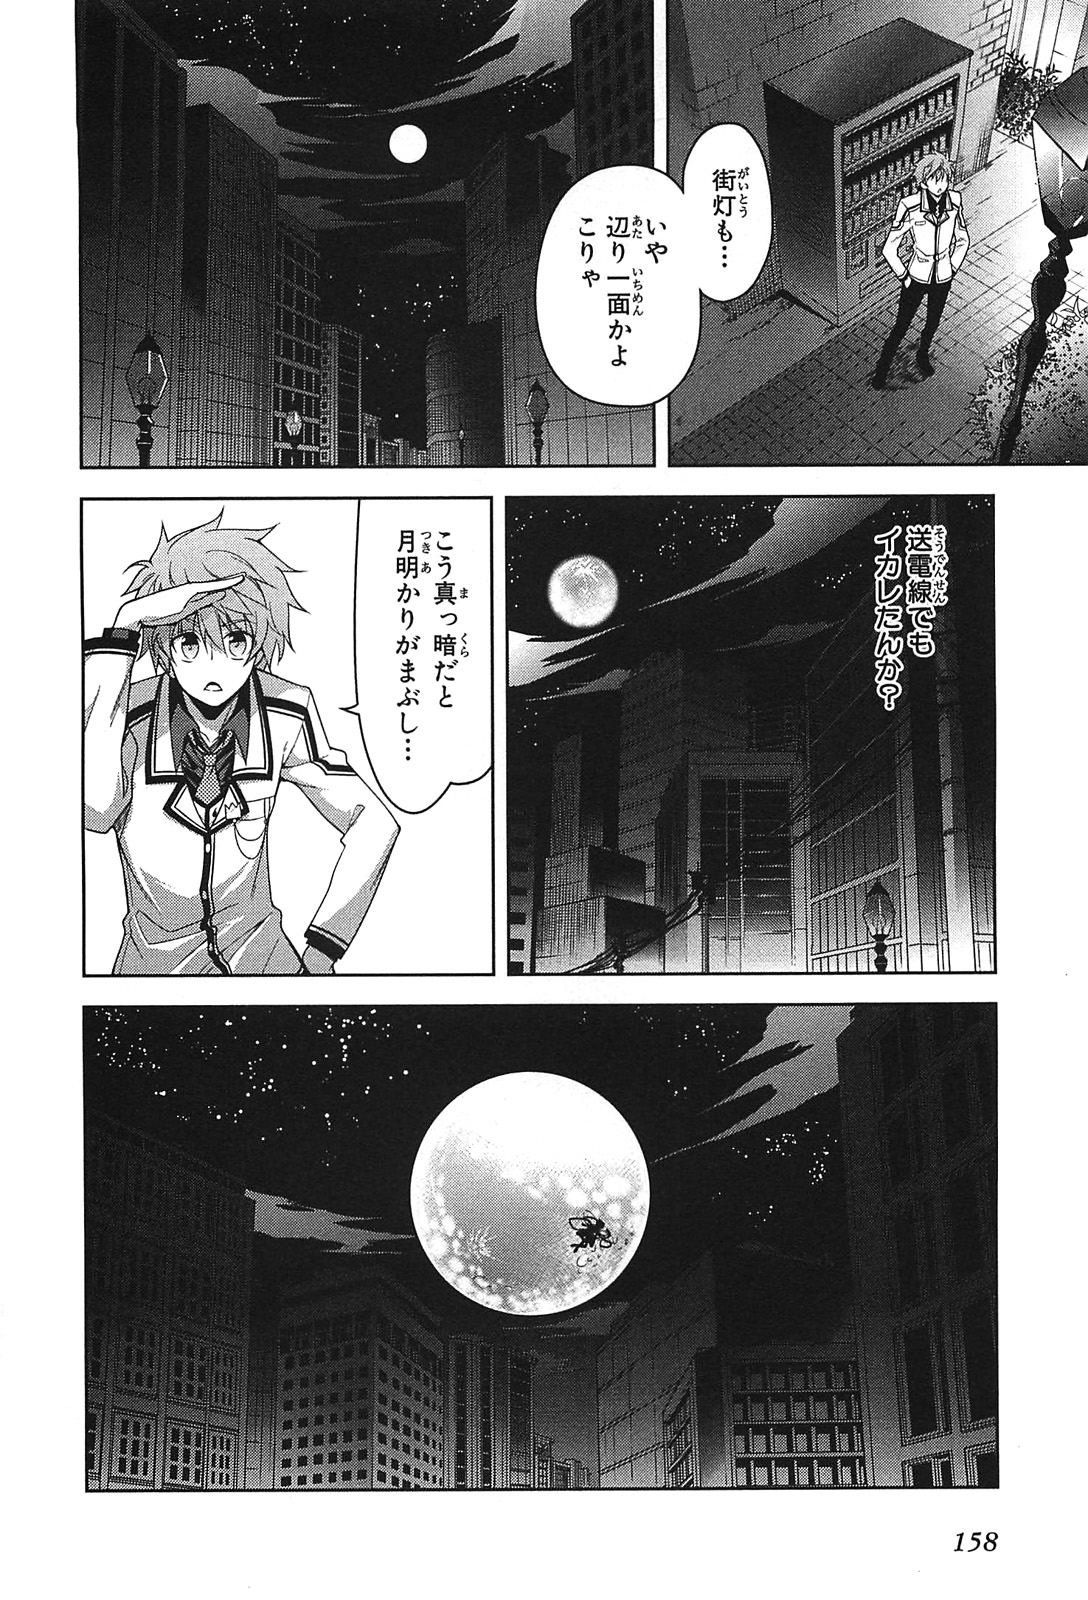 街灯も…
いや
辺り一面かよ
こりゃ
送電線でも
イカレたんか?
こう真っ暗だと
月明かりがまぶし…
158